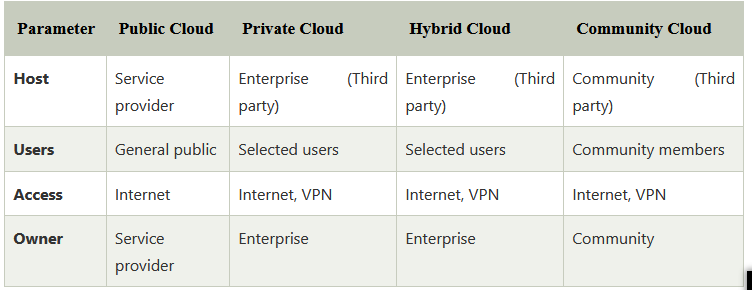 Parameter Public Cloud Private Cloud Hybrid Cloud Community Cloud
Host Service Enterprise (Third Enterprise (Third Community (Third
provider party) party) party)
Users General public Selected users Selected users Community members
Access Internet Internet, VPN Internet, VPN Internet, VPN
Owner Service Enterprise Enterprise Community
provider